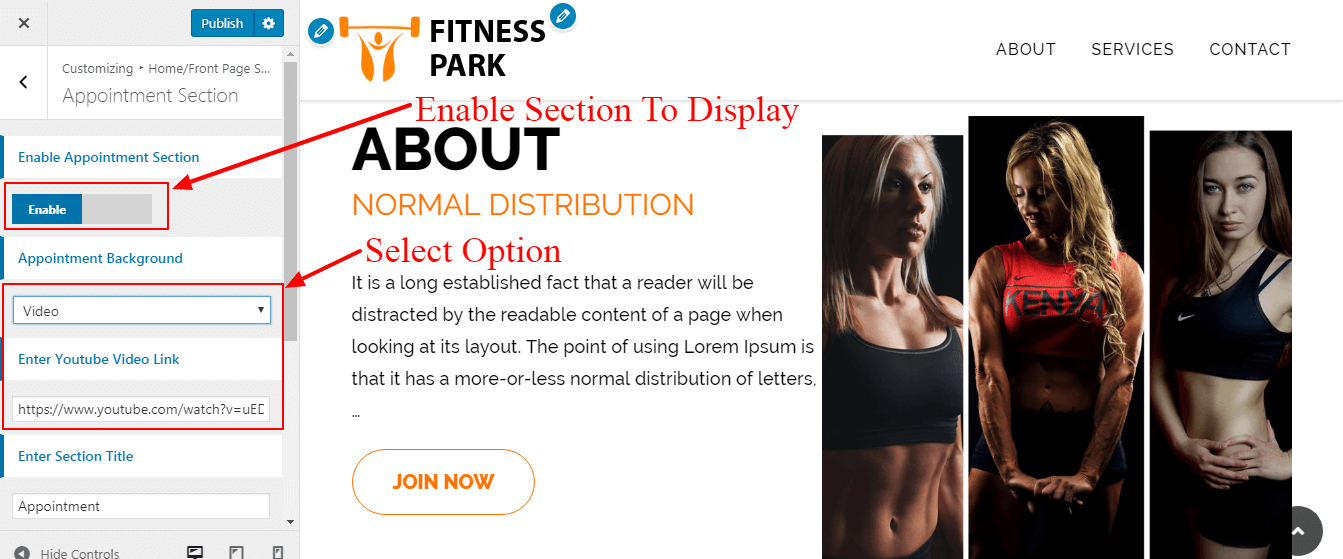 Publish
Customizing ▸ Home/Front Page S...
Appointment Section
Enable Appointment Section
Enable
Appointment Background
Video
Enter Youtube Video Link
https://www.youtube.com/watch?v=uED
Enter Section Title
Appointment
Hide Controls
FITNESS
PARK
ABOUT SERVICES CONTACT
Enable Section To Display
ABOUT
NORMAL DISTRIBUTION
Select Option
It is a long established fact that a reader will be
distracted by the readable content of a page when
looking at its layout. The point of using Lorem Ipsum is
that it has a more-or-less normal distribution of letters,
…
JOIN NOW
KENYA